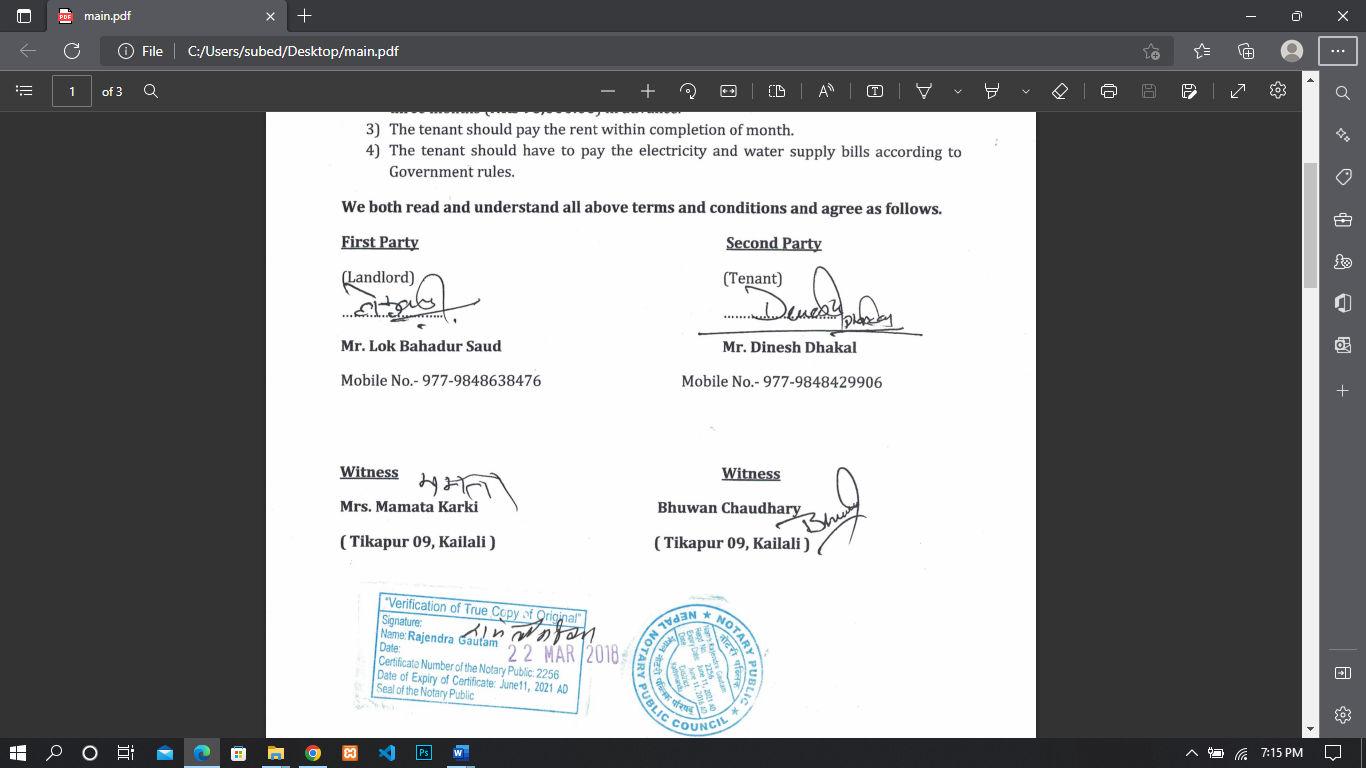 main.pdf
File
C:/Users/subed/Desktop/main.pdf
1
of 3
3) The tenant should pay the rent within completion of month.
4) The tenant should have to pay the electricity and water supply bills according to
Government rules.
We both read and understand all above terms and conditions and agree as follows.
First Party
Second Party
(Landlord)
(Tenant)
Mr. Lok Bahadur Saud
Mr. Dinesh Dhakal
Mobile No.- 977-9848638476
Mobile No.- 977-9848429906
Witness
Witness
Mrs. Mamata Karki
Bhuwan Chaudhary
( Tikapur 09, Kailali )
( Tikapur 09, Kailali )
"Verification of True Copy of Original"
Signature:
Name: Rajendra Gautam
Date: 22 MAR 2018
Certificate Number of the Notary Public: 2256
Date of Expiry of Certificate: June11, 2021 AD
Seal of the Notary Public
NOTARY PUBLIC ★ COUNCIL
NEPAL NOTARY PUBLIC
7:15 PM